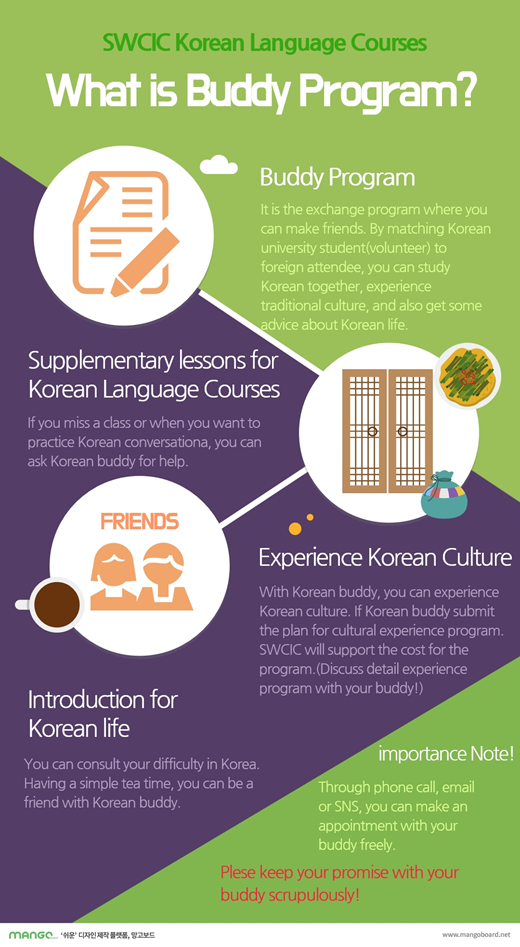 SWCIC Korean Language Courses
What is Buddy Program?
Buddy Program
It is the exchange program where you
can make friends. By matching Korean
university student(volunteer) to
foreign attendee, you can study
Korean together, experience
traditional culture, and also get some
advice about Korean life.
Supplementary lessons for
Korean Language Courses
If you miss a class or when you want to
practice Korean conversationa, you can
ask Korean buddy for help.
FRIENDS
Experience Korean Culture
With Korean buddy, you can experience
Korean culture. If Korean buddy submit
the plan for cultural experience program.
SWCIC will support the cost for the
program.(Discuss detail experience
program with your buddy!)
Introduction for
Korean life
You can consult your difficulty in Korea.
Having a simple tea time, you can be a
friend with Korean buddy.
importance Note!
Through phone call, email
or SNS, you can make an
appointment with your
buddy freely.
Plese keep your promise with your
buddy scrupulously!
MANGO '쉬운' 디자인 제작 플랫폼, 망고보드
www.mangoboard.net